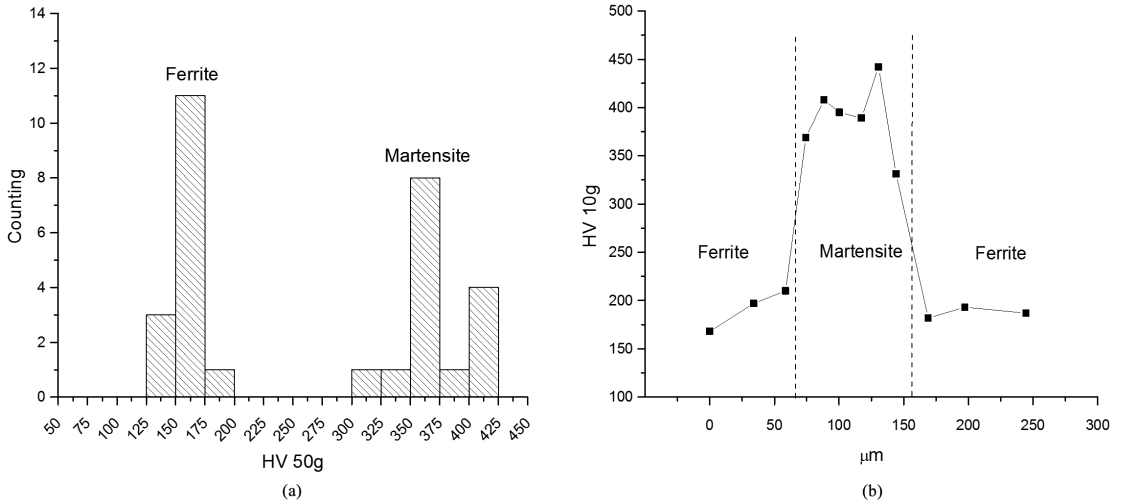 14
12
10
8
6
4
2
0
Counting
Ferrite
Martensite
50 75 100 125 150 175 200 225 250 275 300 325 350 375 400 425 450
HV 50g
(a)
500
450
400
350
300
250
200
150
100
HV 10g
Ferrite Martensite Ferrite
0 50 100 150 200 250 300
μm
(b)